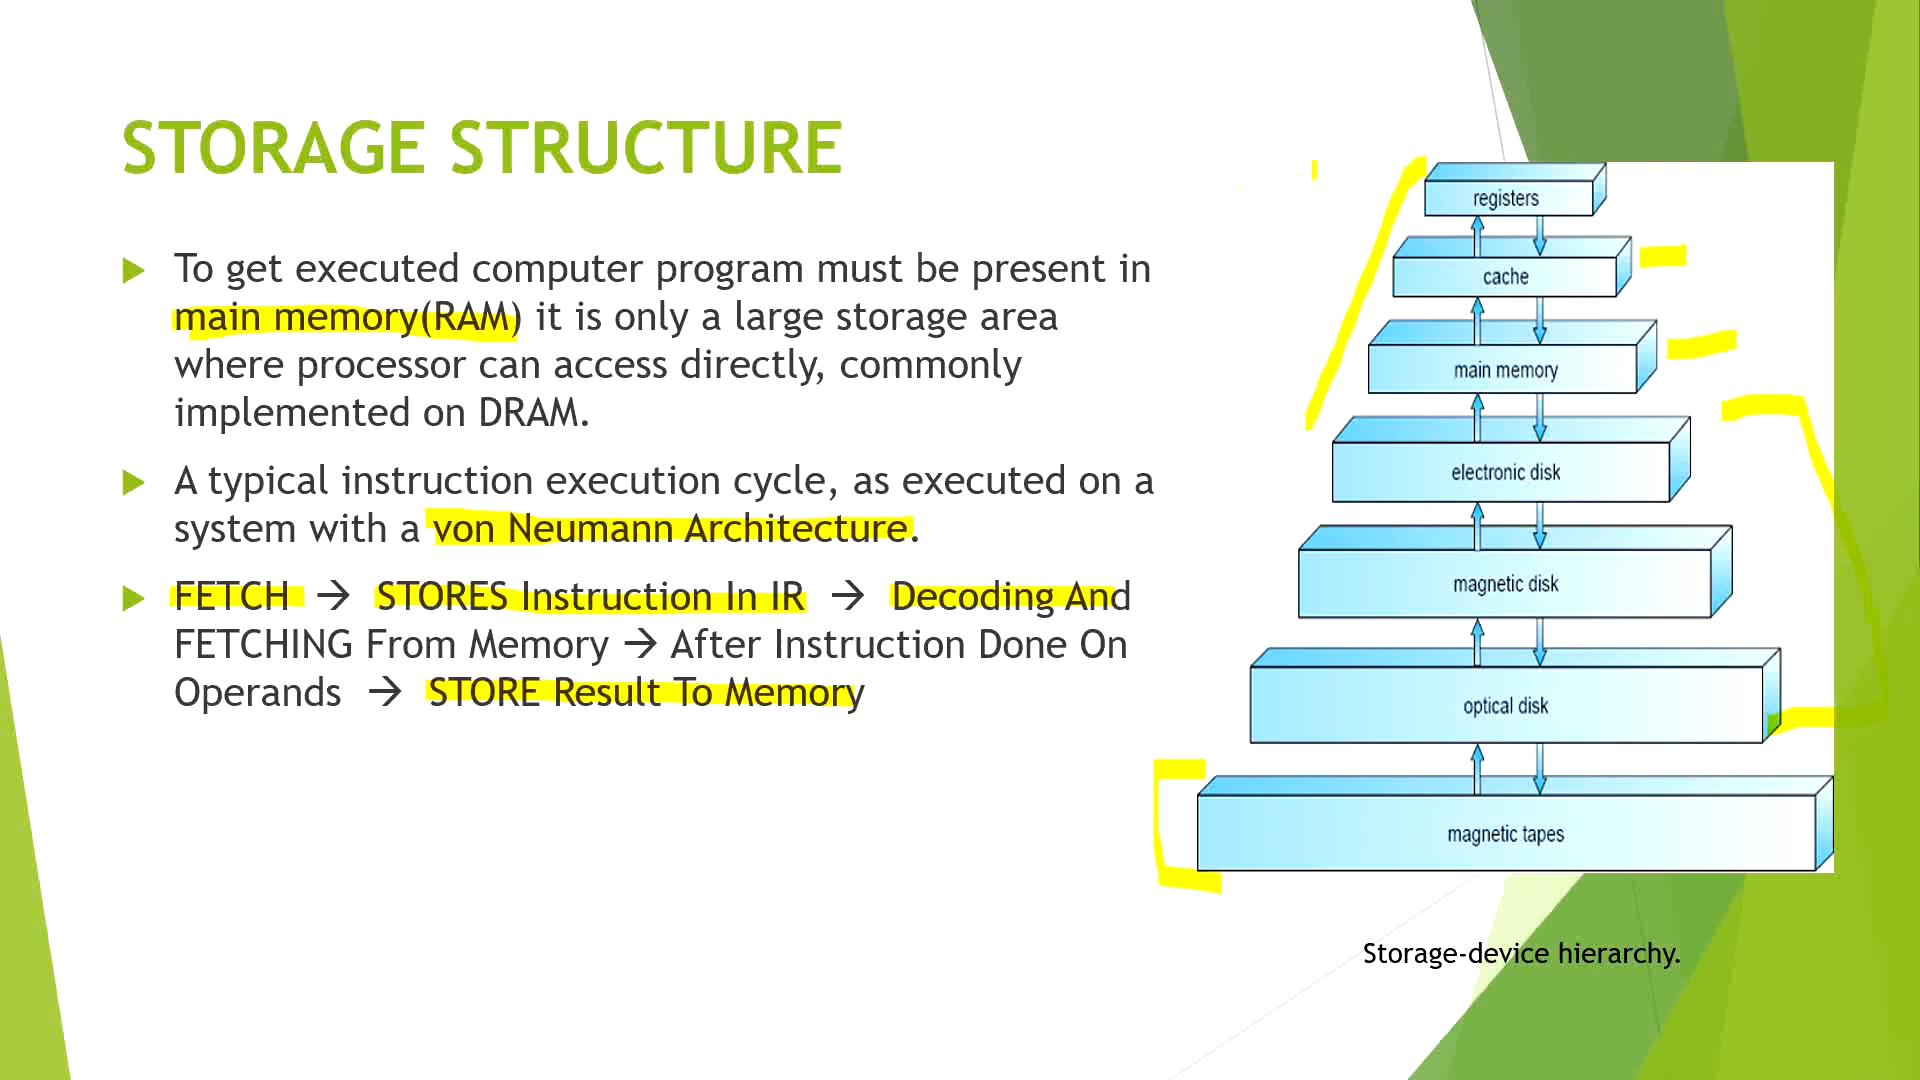 STORAGE STRUCTURE
To get executed computer program must be present in
main memory(RAM) it is only a large storage area
where processor can access directly, commonly
implemented on DRAM.
A typical instruction execution cycle, as executed on a
system with a von Neumann Architecture.
FETCH → STORES Instruction In IR → Decoding And
FETCHING From Memory → After Instruction Done On
Operands → STORE Result To Memory
registers
cache
main memory
electronic disk
magnetic disk
optical disk
magnetic tapes
Storage-device hierarchy.